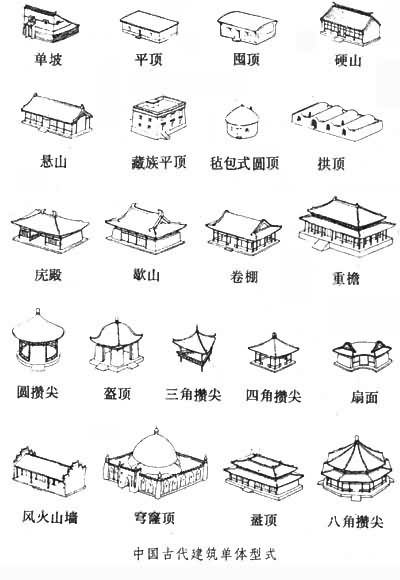 单坡 平顶 囤顶 硬山
悬山 藏族平顶 毡包式圆顶 拱顶
庑殿 歇山 卷棚 重檐
圆攒尖 盔顶 三角攒尖 四角攒尖 扇面
风火山墙 穹窿顶 盝顶 八角攒尖
中国古代建筑单体型式